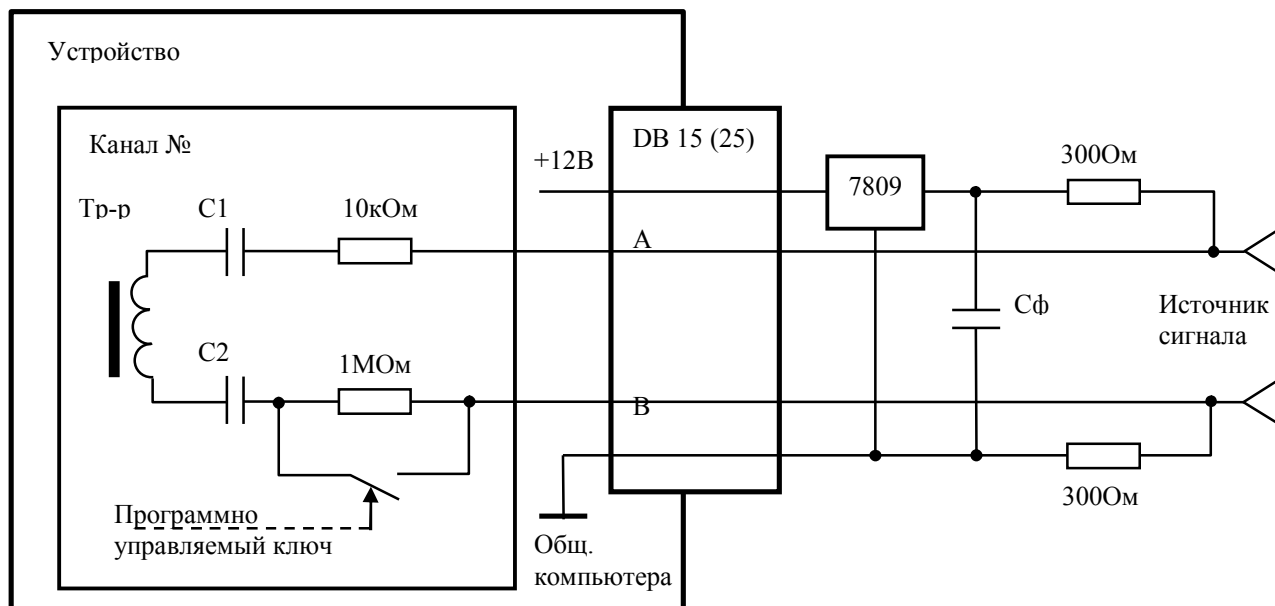 Устройство
Канал №
Тр-р
С1
10кОм
С2
1МОм
Программно
управляемый ключ
+12В
DB 15 (25)
А
В
Общ.
компьютера
7809
300Ом
Сф
Источник
сигнала
300Ом